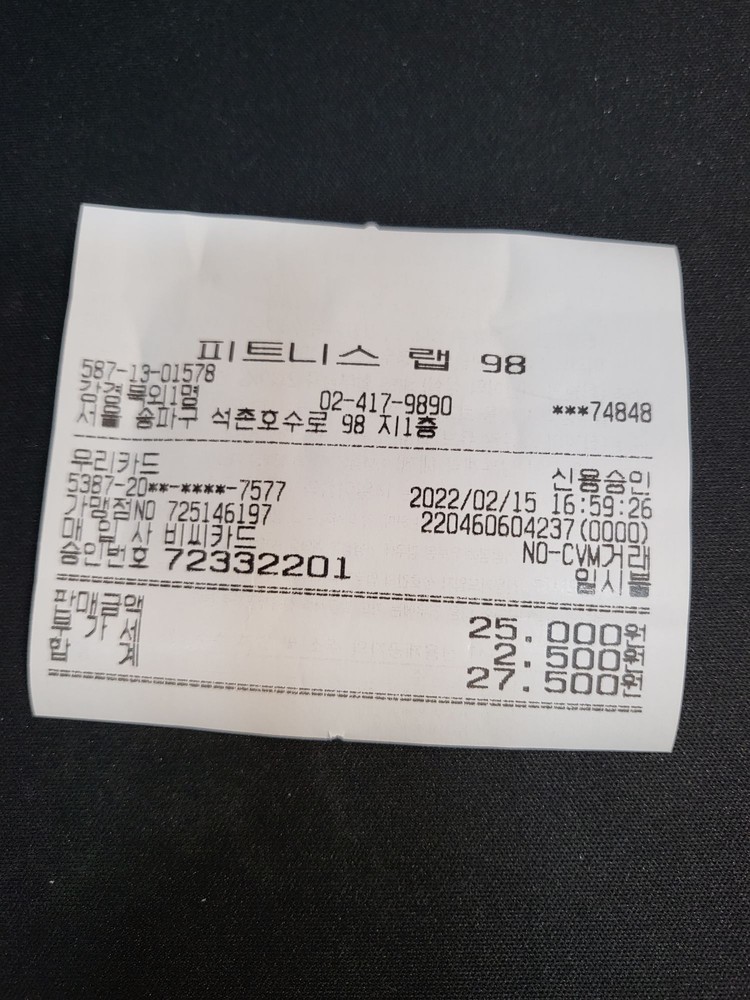 피트니스 랩 98
587-13-01578
강경묵외1명 02-417-9890 ***74848
서울 송파구 석촌호수로 98 지1층
우리카드 신용승인
5387-20**-****-7577 2022/02/15 16:59:26
가맹점NO 725146197 220460604237(0000)
매 입 사 비씨카드 NO-CVM거래
승인번호 72332201 일시불
판매금액 25.000원
부 가 세 2.500원
합 계 27.500원